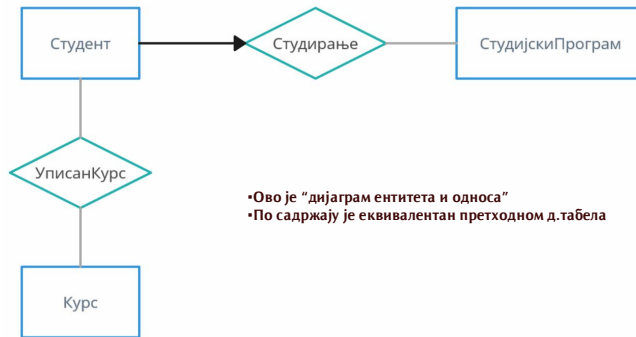 Студент
Студирање
СтудијскиПрограм
УписанКурс
▪Ово је “дијаграм ентитета и односа”
▪По садржају је еквивалентан претходном д.табела
Курс